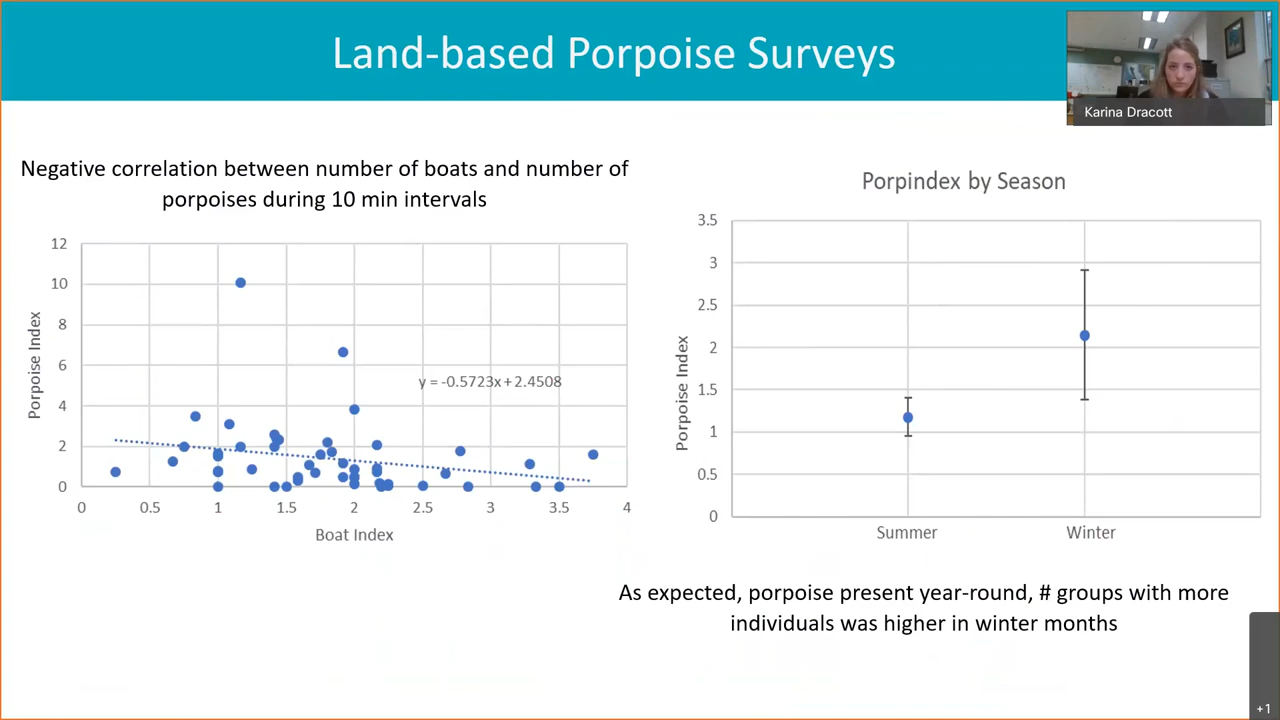 Land-based Porpoise Surveys
Karina Dracott
Negative correlation between number of boats and number of
porpoises during 10 min intervals
12
10
8
6
4
2
0
Porpoise Index
y = -0.5723x + 2.4508
0 0.5 1 1.5 2 2.5 3 3.5 4
Boat Index
Porpindex by Season
3.5
3
2.5
2
1.5
1
0.5
0
Porpoise Index
Summer Winter
As expected, porpoise present year-round, # groups with more
individuals was higher in winter months
+1